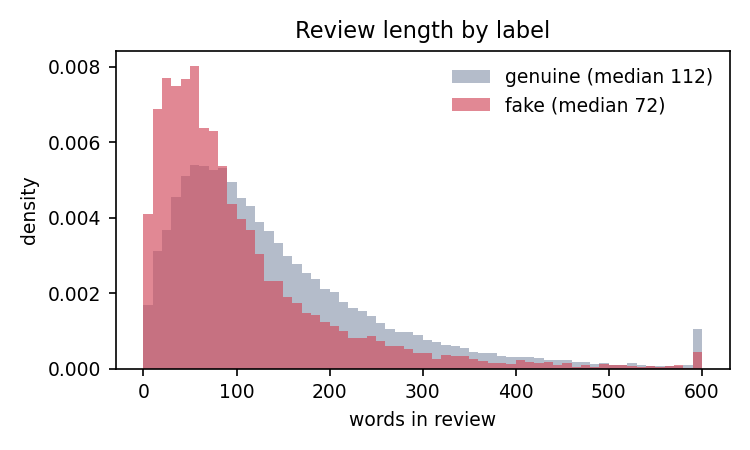 Review length by label
genuine (median 112)
fake (median 72)
density
0.008
0.006
0.004
0.002
0.000
0 100 200 300 400 500 600
words in review